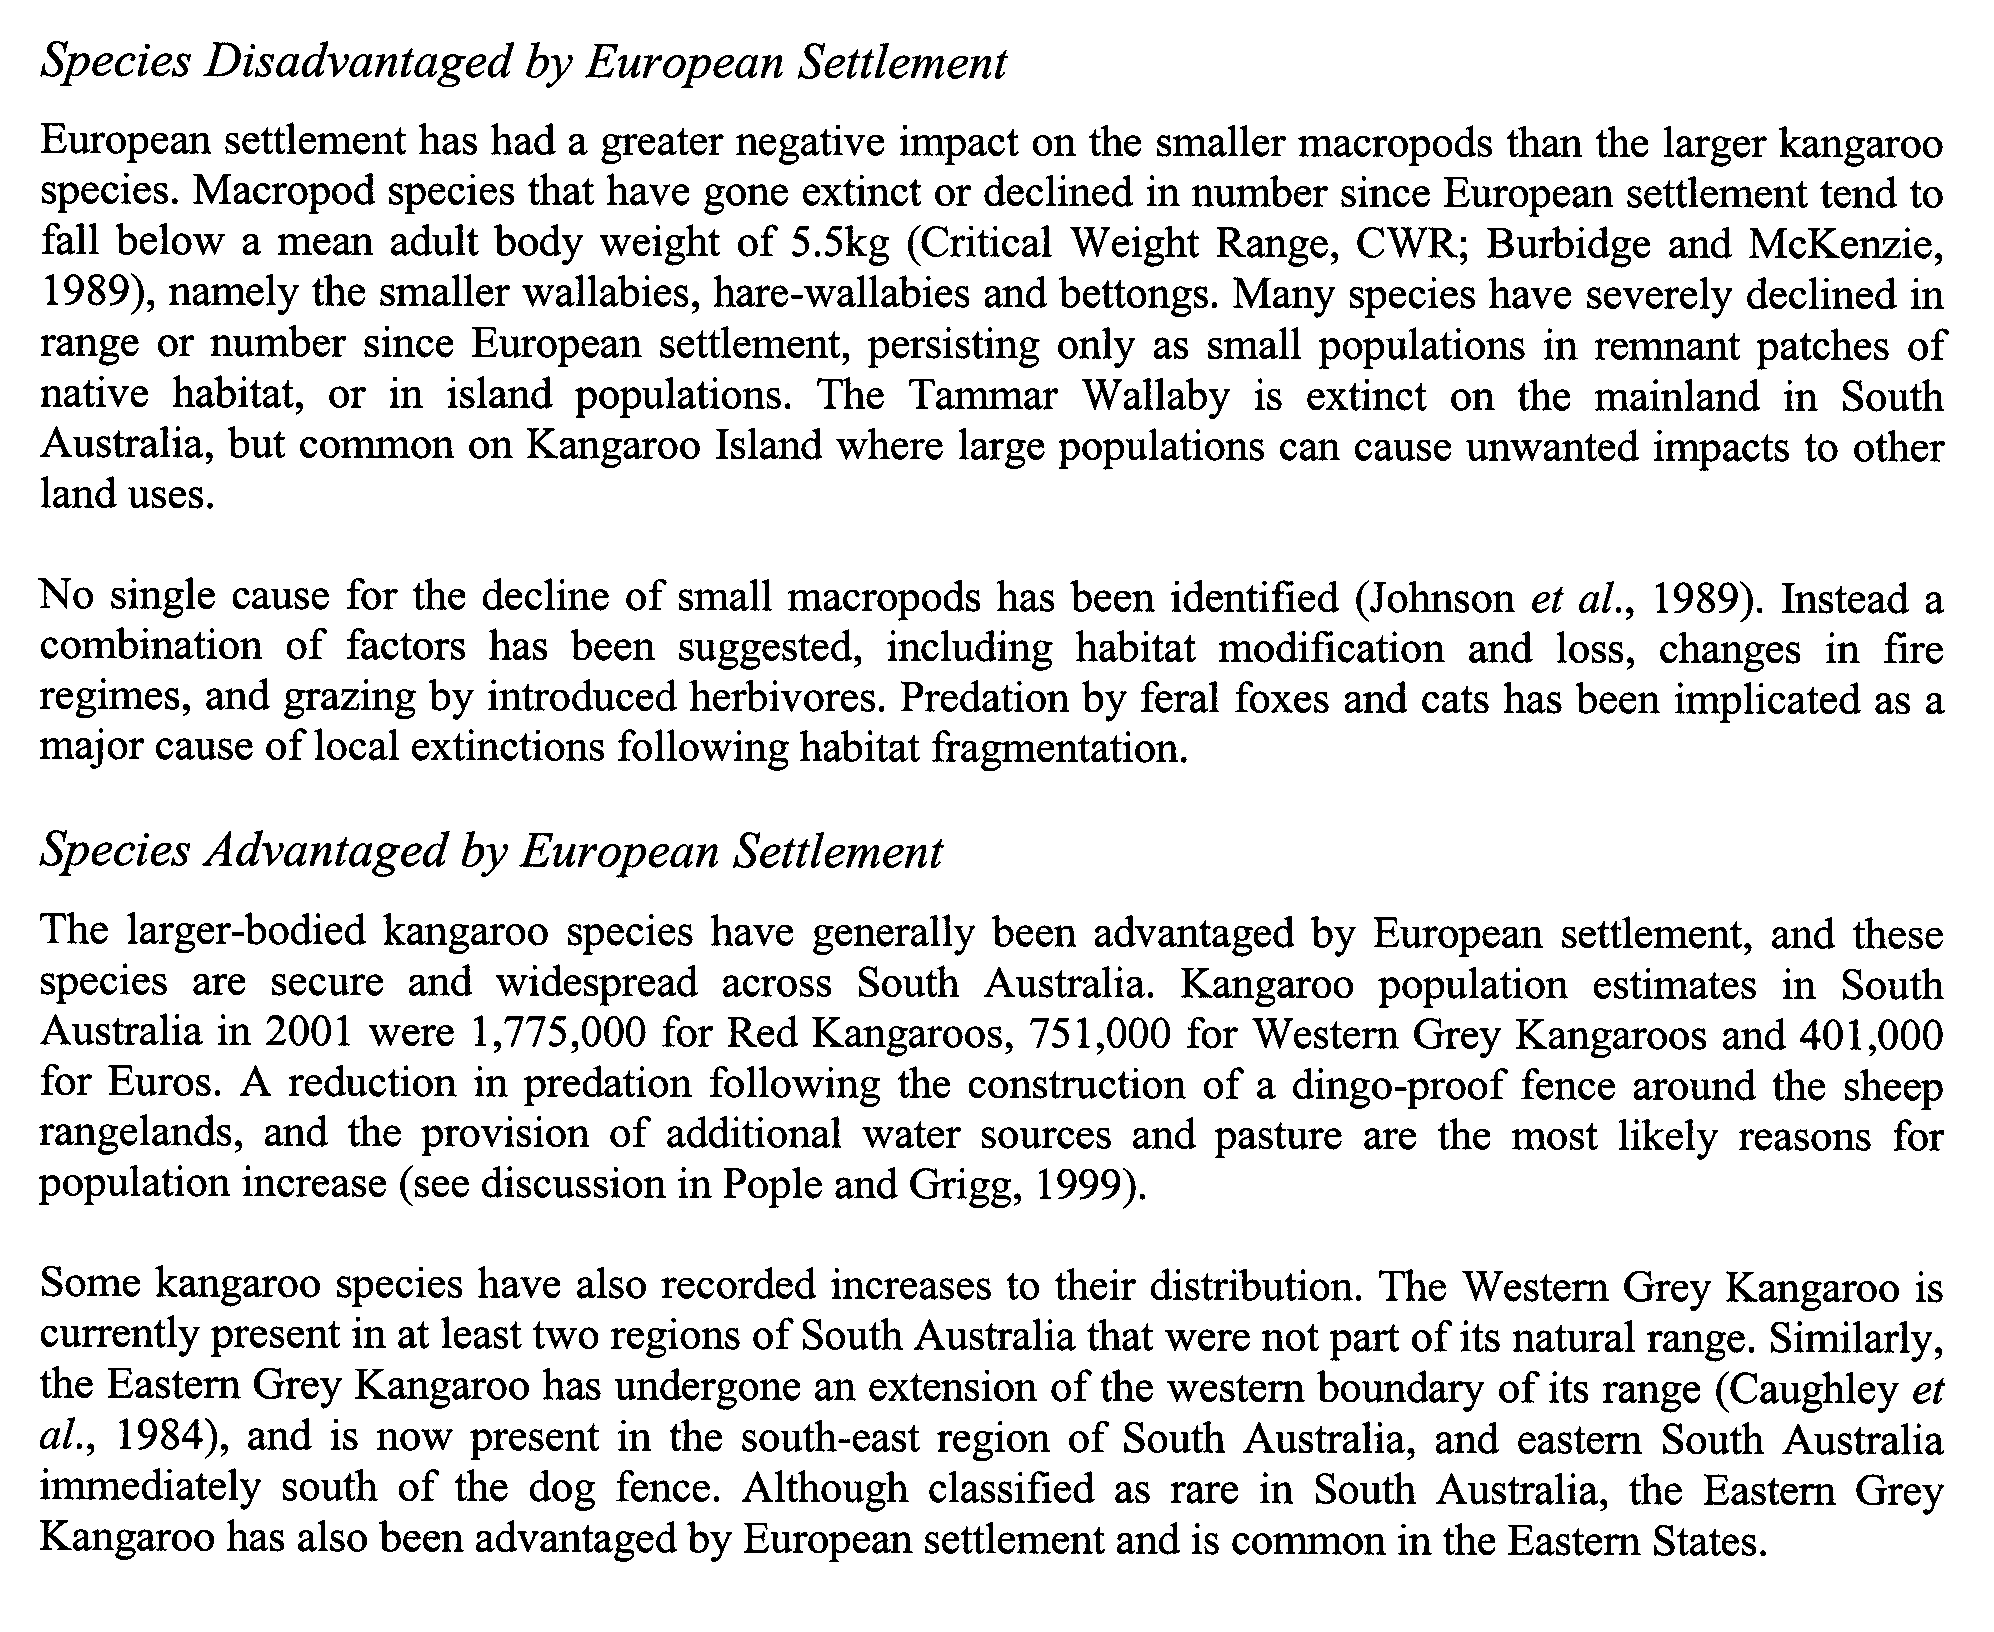 Species Disadvantaged by European Settlement
European settlement has had a greater negative impact on the smaller macropods than the larger kangaroo
species. Macropod species that have gone extinct or declined in number since European settlement tend to
fall below a mean adult body weight of 5.5kg (Critical Weight Range, CWR; Burbidge and McKenzie,
1989), namely the smaller wallabies, hare-wallabies and bettongs. Many species have severely declined in
range or number since European settlement, persisting only as small populations in remnant patches of
native habitat, or in island populations. The Tammar Wallaby is extinct on the mainland in South
Australia, but common on Kangaroo Island where large populations can cause unwanted impacts to other
land uses.
No single cause for the decline of small macropods has been identified (Johnson et al., 1989). Instead a
combination of factors has been suggested, including habitat modification and loss, changes in fire
regimes, and grazing by introduced herbivores. Predation by feral foxes and cats has been implicated as a
major cause of local extinctions following habitat fragmentation.
Species Advantaged by European Settlement
The larger-bodied kangaroo species have generally been advantaged by European settlement, and these
species are secure and widespread across South Australia. Kangaroo population estimates in South
Australia in 2001 were 1,775,000 for Red Kangaroos, 751,000 for Western Grey Kangaroos and 401,000
for Euros. A reduction in predation following the construction of a dingo-proof fence around the sheep
rangelands, and the provision of additional water sources and pasture are the most likely reasons for
population increase (see discussion in Pople and Grigg, 1999).
Some kangaroo species have also recorded increases to their distribution. The Western Grey Kangaroo is
currently present in at least two regions of South Australia that were not part of its natural range. Similarly,
the Eastern Grey Kangaroo has undergone an extension of the western boundary of its range (Caughley et
al., 1984), and is now present in the south-east region of South Australia, and eastern South Australia
immediately south of the dog fence. Although classified as rare in South Australia, the Eastern Grey
Kangaroo has also been advantaged by European settlement and is common in the Eastern States.